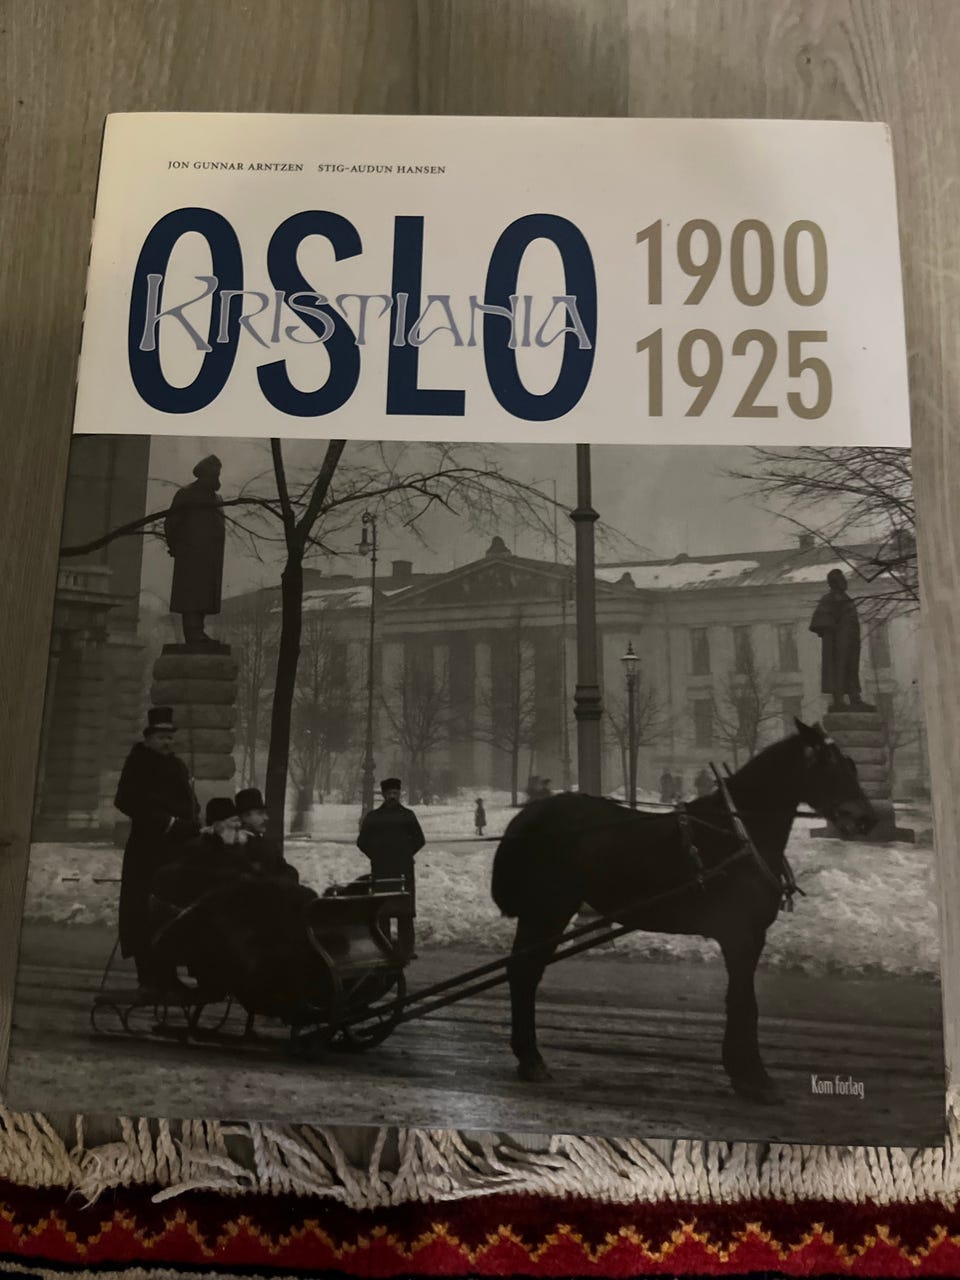 JON GUNNAR ARNTZEN STIG-AUDUN HANSEN
OSLO
KRISTIANIA
1900
1925
Kom forlag